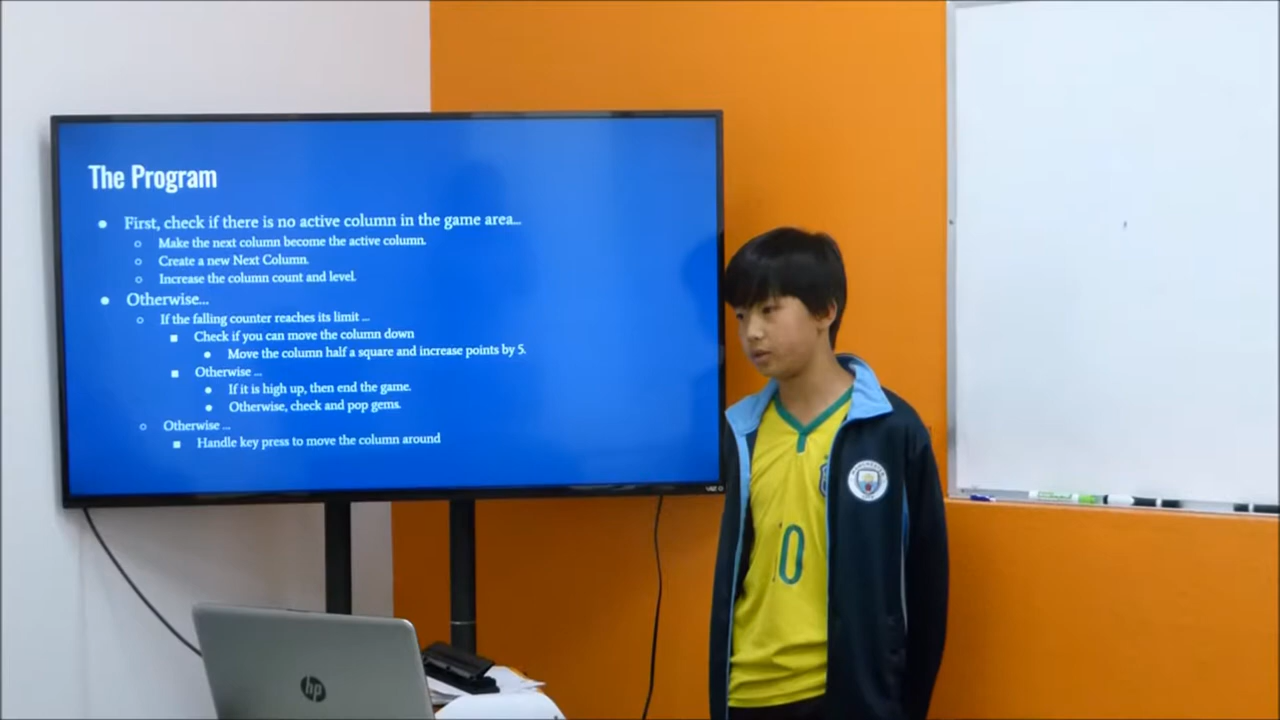 The Program
● First, check if there is no active column in the game area...
○ Make the next column become the active column.
○ Create a new Next Column.
○ Increase the column count and level.
● Otherwise...
○ If the falling counter reaches its limit ...
■ Check if you can move the column down
● Move the column half a square and increase points by 5.
■ Otherwise ...
● If it is high up, then end the game.
● Otherwise, check and pop gems.
○ Otherwise ...
■ Handle key press to move the column around
VIZIO
MANCHESTER
10
hp